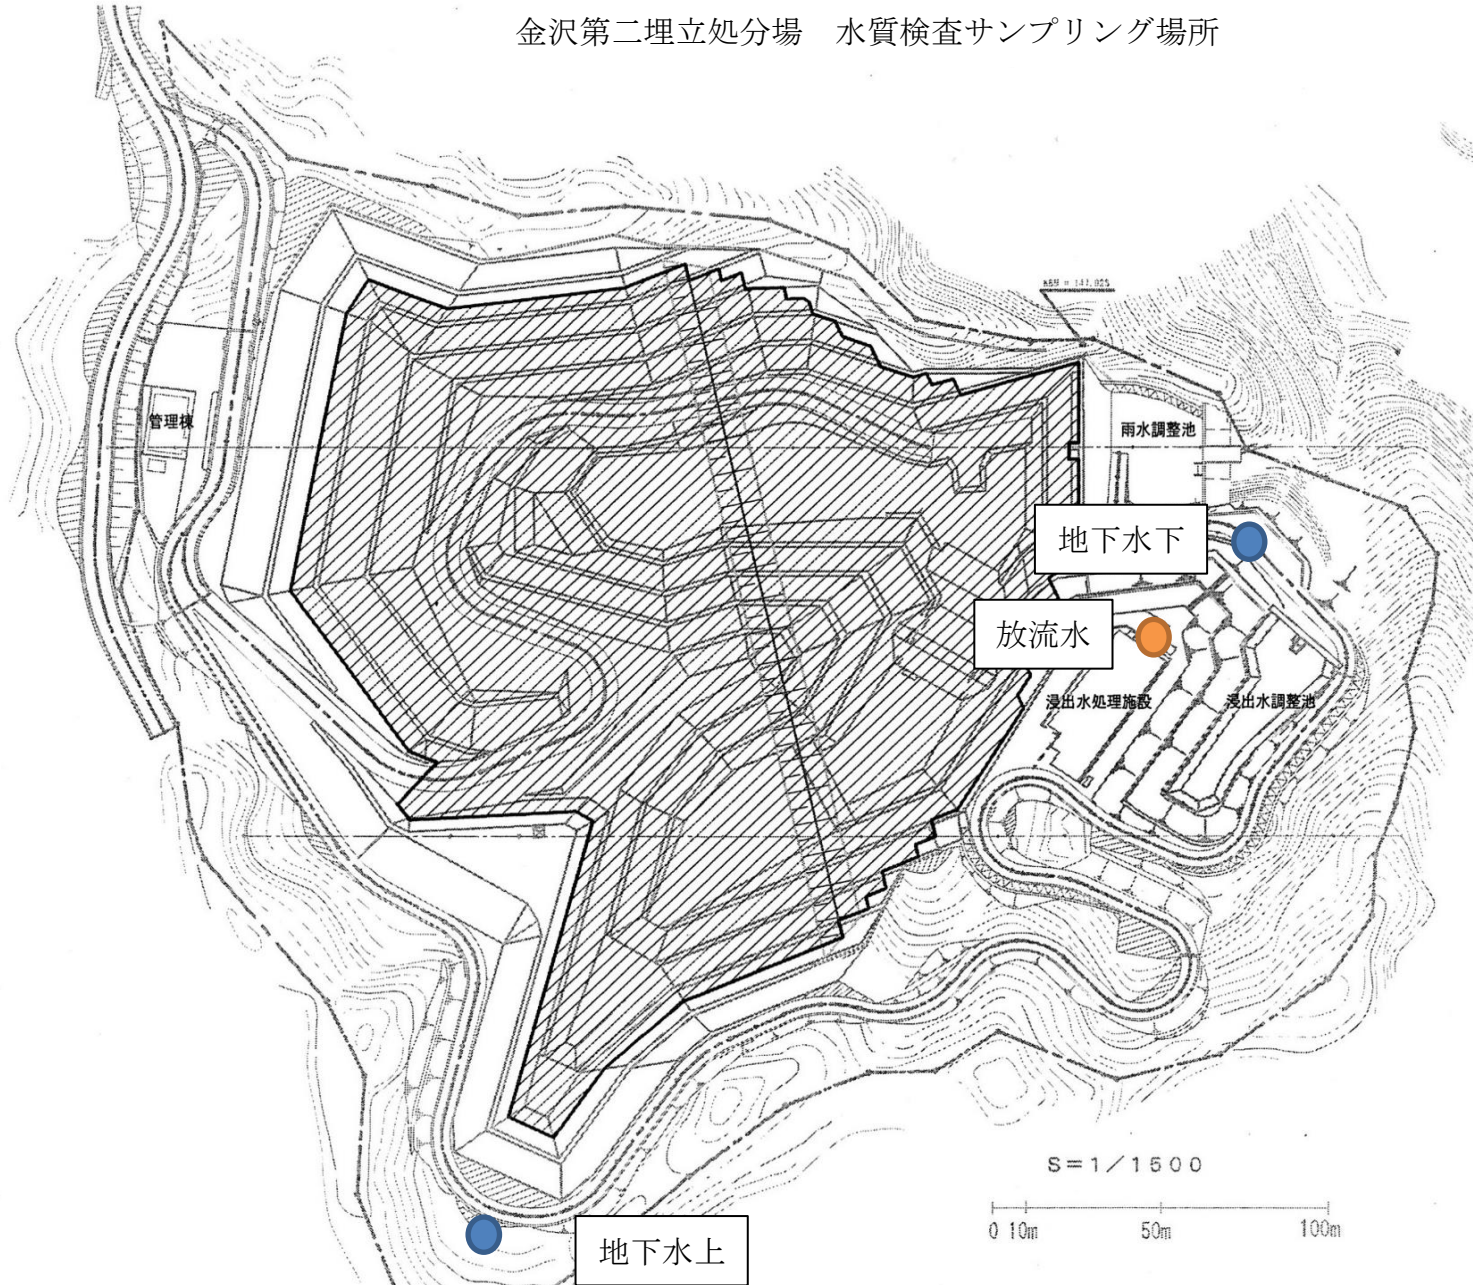 金沢第二埋立処分場　水質検査サンプリング場所
管理棟
雨水調整池
地下水下
放流水
浸出水処理施設
浸出水調整池
S=1/1500
0 10m 50m 100m
地下水上